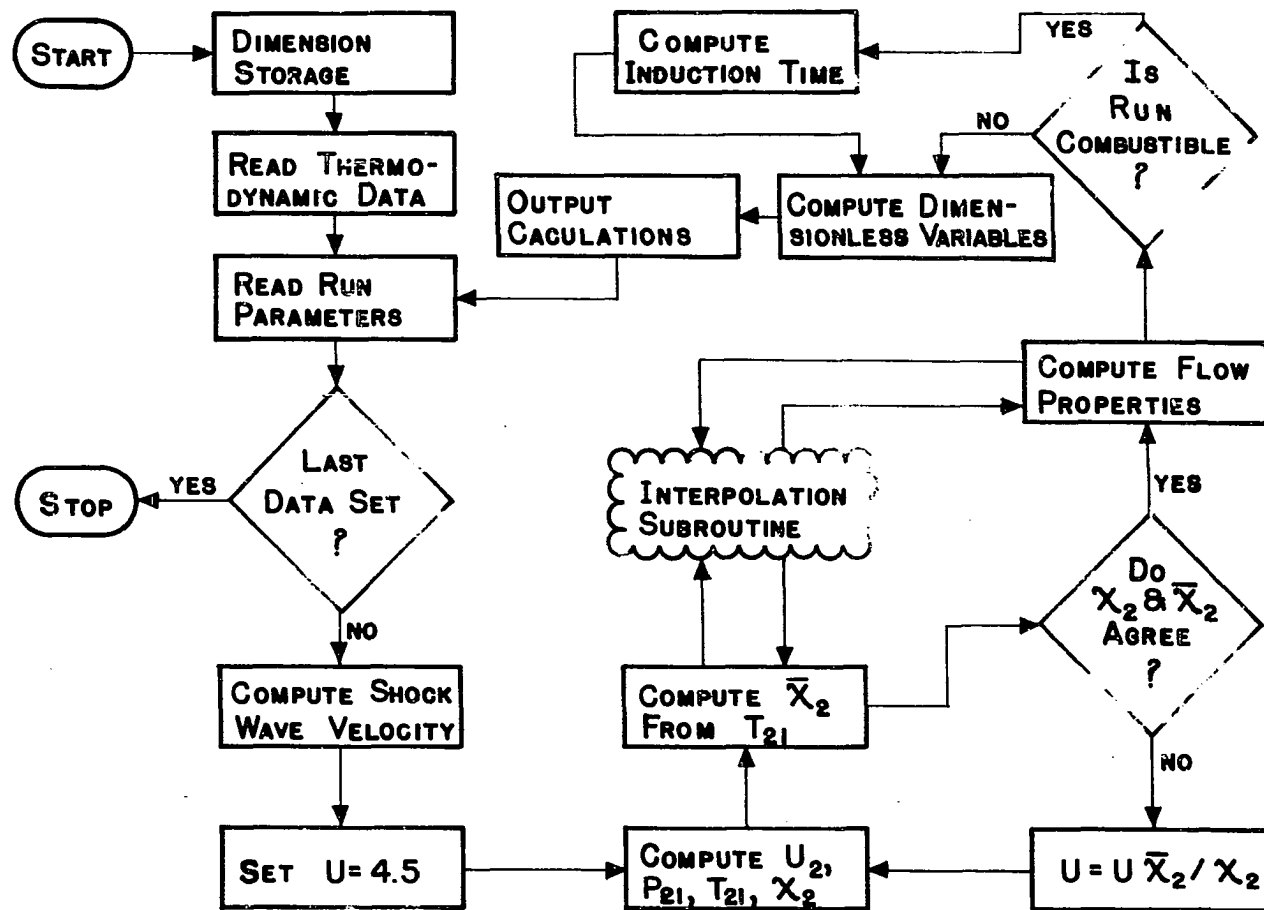 START
DIMENSION
STORAGE
READ THERMO-
DYNAMIC DATA
READ RUN
PARAMETERS
LAST
DATA SET
?
YES
STOP
NO
COMPUTE SHOCK
WAVE VELOCITY
SET U=4.5
COMPUTE U₂,
P₂₁, T₂₁, χ₂
COMPUTE χ̅₂
FROM T₂₁
INTERPOLATION
SUBROUTINE
DO
χ₂ & χ̅₂
AGREE
?
NO
U=U χ̅₂/χ₂
YES
COMPUTE FLOW
PROPERTIES
IS
RUN
COMBUSTIBLE
?
YES
COMPUTE
INDUCTION TIME
NO
COMPUTE DIMEN-
SIONLESS VARIABLES
OUTPUT
CACULATIONS